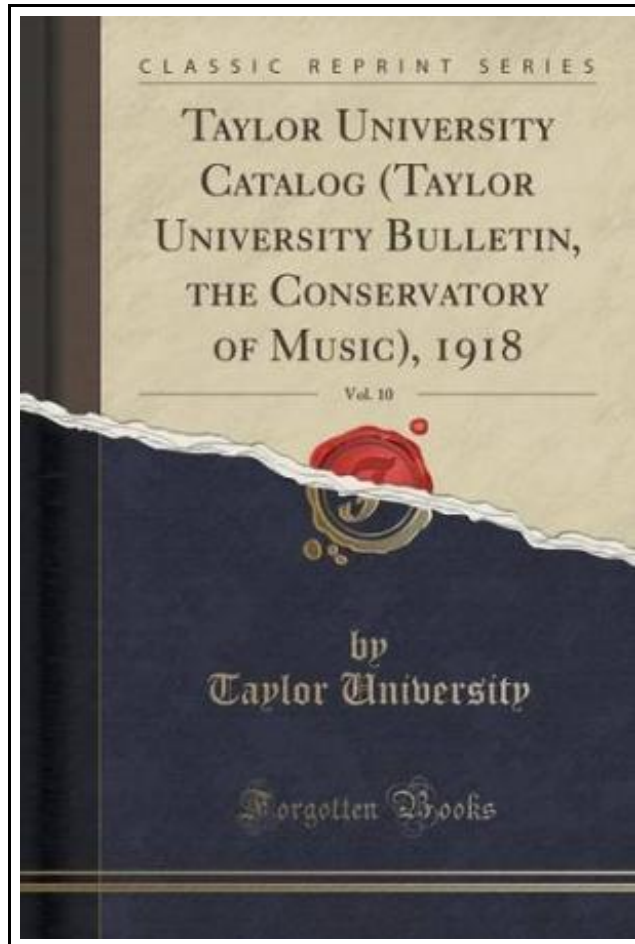 CLASSIC REPRINT SERIES
TAYLOR UNIVERSITY
CATALOG (TAYLOR
UNIVERSITY BULLETIN,
THE CONSERVATORY
OF MUSIC), 1918
Vol. 10
by
Taylor University
Forgotten Books